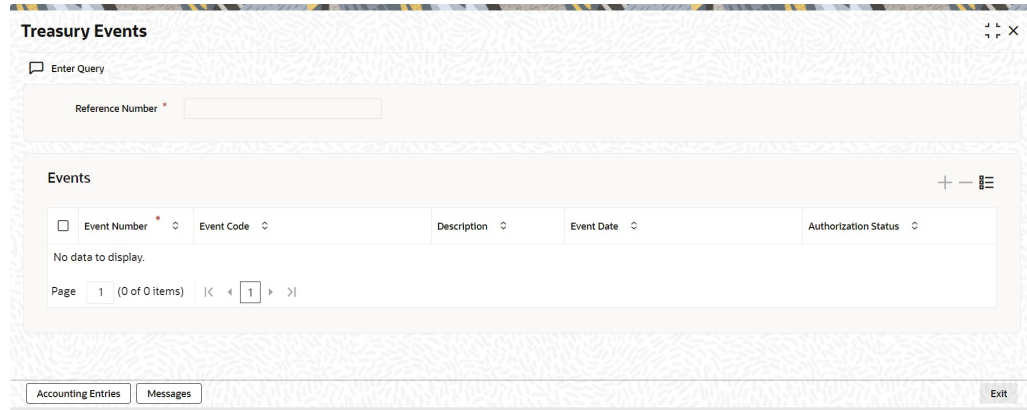 Treasury Events
Enter Query
Reference Number *
Events
Event Number * Event Code Description Event Date Authorization Status
No data to display.
Page 1 (0 of 0 items) 1
Accounting Entries Messages Exit